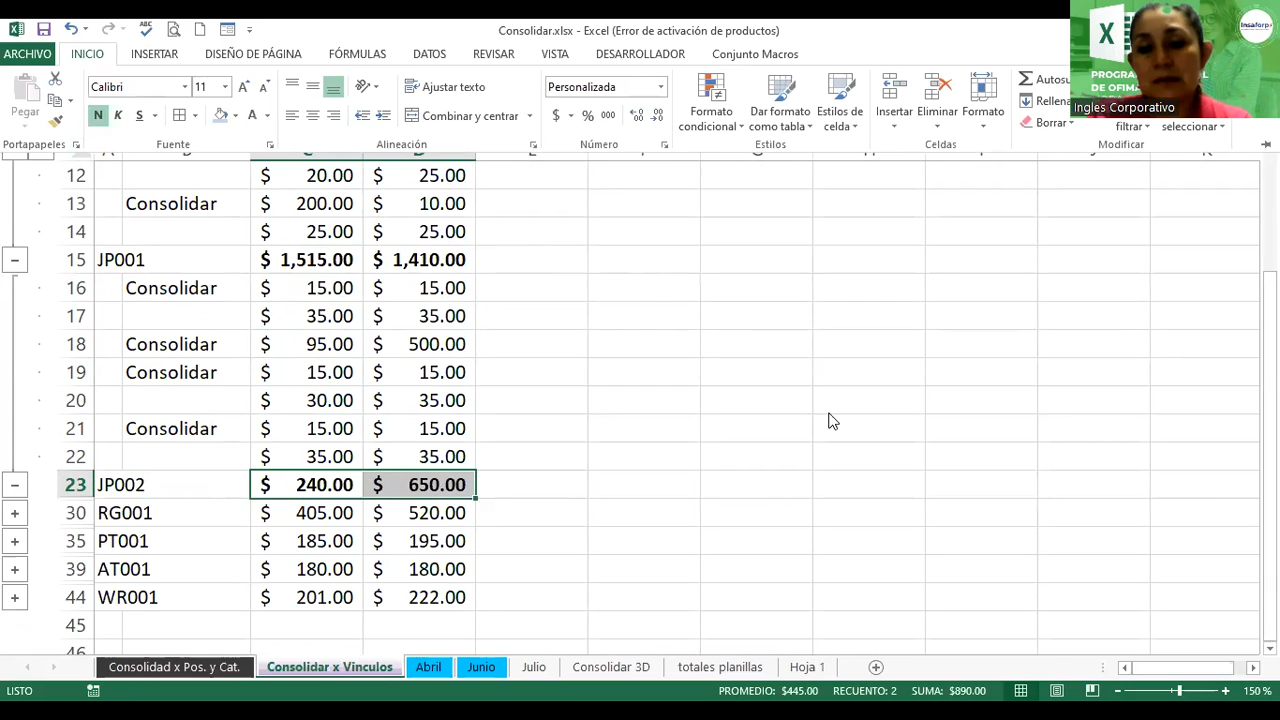 Consolidar.xlsx - Excel (Error de activación de productos)
ARCHIVO INICIO INSERTAR DISEÑO DE PÁGINA FÓRMULAS DATOS REVISAR VISTA DESARROLLADOR Conjunto Macros
Insaforp
Ingles Corporativo
Pegar
Calibri 11
N K S
Ajustar texto
Combinar y centrar
Personalizada
$ % 000
Formato condicional
Dar formato como tabla
Estilos de celda
Insertar Eliminar Formato
Rellena
Borrar
filtrar seleccionar
Portapapeles Fuente Alineación Número Estilos Celdas Modificar
12 $ 20.00 $ 25.00
13 Consolidar $ 200.00 $ 10.00
14 $ 25.00 $ 25.00
15 JP001 $ 1,515.00 $ 1,410.00
16 Consolidar $ 15.00 $ 15.00
17 $ 35.00 $ 35.00
18 Consolidar $ 95.00 $ 500.00
19 Consolidar $ 15.00 $ 15.00
20 $ 30.00 $ 35.00
21 Consolidar $ 15.00 $ 15.00
22 $ 35.00 $ 35.00
23 JP002 $ 240.00 $ 650.00
30 RG001 $ 405.00 $ 520.00
35 PT001 $ 185.00 $ 195.00
39 AT001 $ 180.00 $ 180.00
44 WR001 $ 201.00 $ 222.00
45
Consolidad x Pos. y Cat. Consolidar x Vinculos Abril Junio Julio Consolidar 3D totales planillas Hoja 1
LISTO PROMEDIO: $445.00 RECUENTO: 2 SUMA: $890.00 150 %